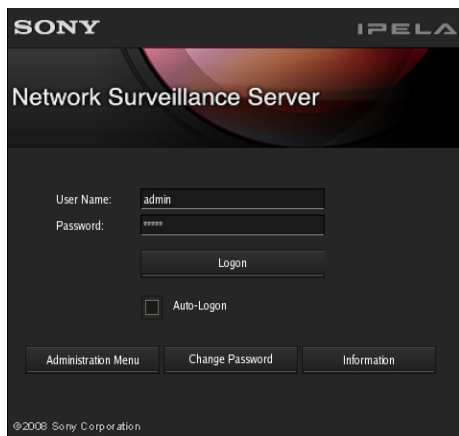 SONY
IPELA
Network Surveillance Server
User Name: admin
Password: *****
Logon
Auto-Logon
Administration Menu Change Password Information
©2008 Sony Corporation